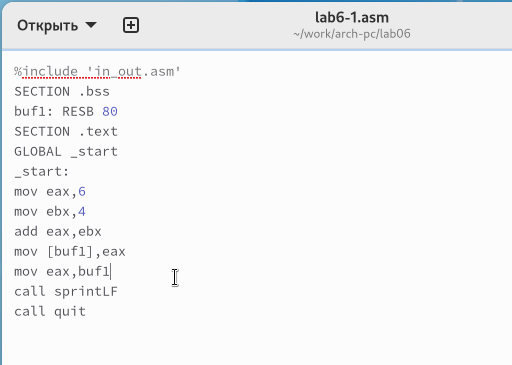 Открыть
lab6-1.asm
~/work/arch-pc/lab06
%include 'in_out.asm'
SECTION .bss
buf1: RESB 80
SECTION .text
GLOBAL _start
_start:
mov eax,6
mov ebx,4
add eax,ebx
mov [buf1],eax
mov eax,buf1
call sprintLF
call quit